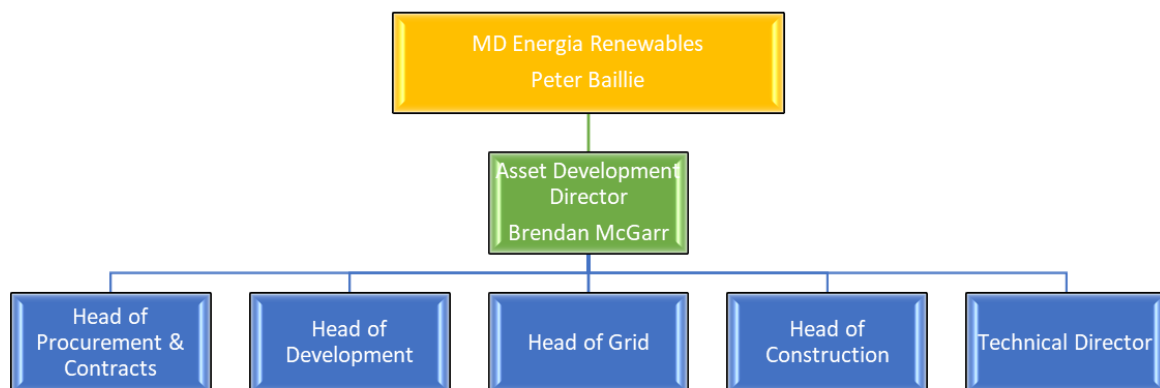 MD Energia Renewables
Peter Baillie
Asset Development
Director
Brendan McGarr
Head of
Procurement &
Contracts
Head of
Development
Head of Grid
Head of
Construction
Technical Director